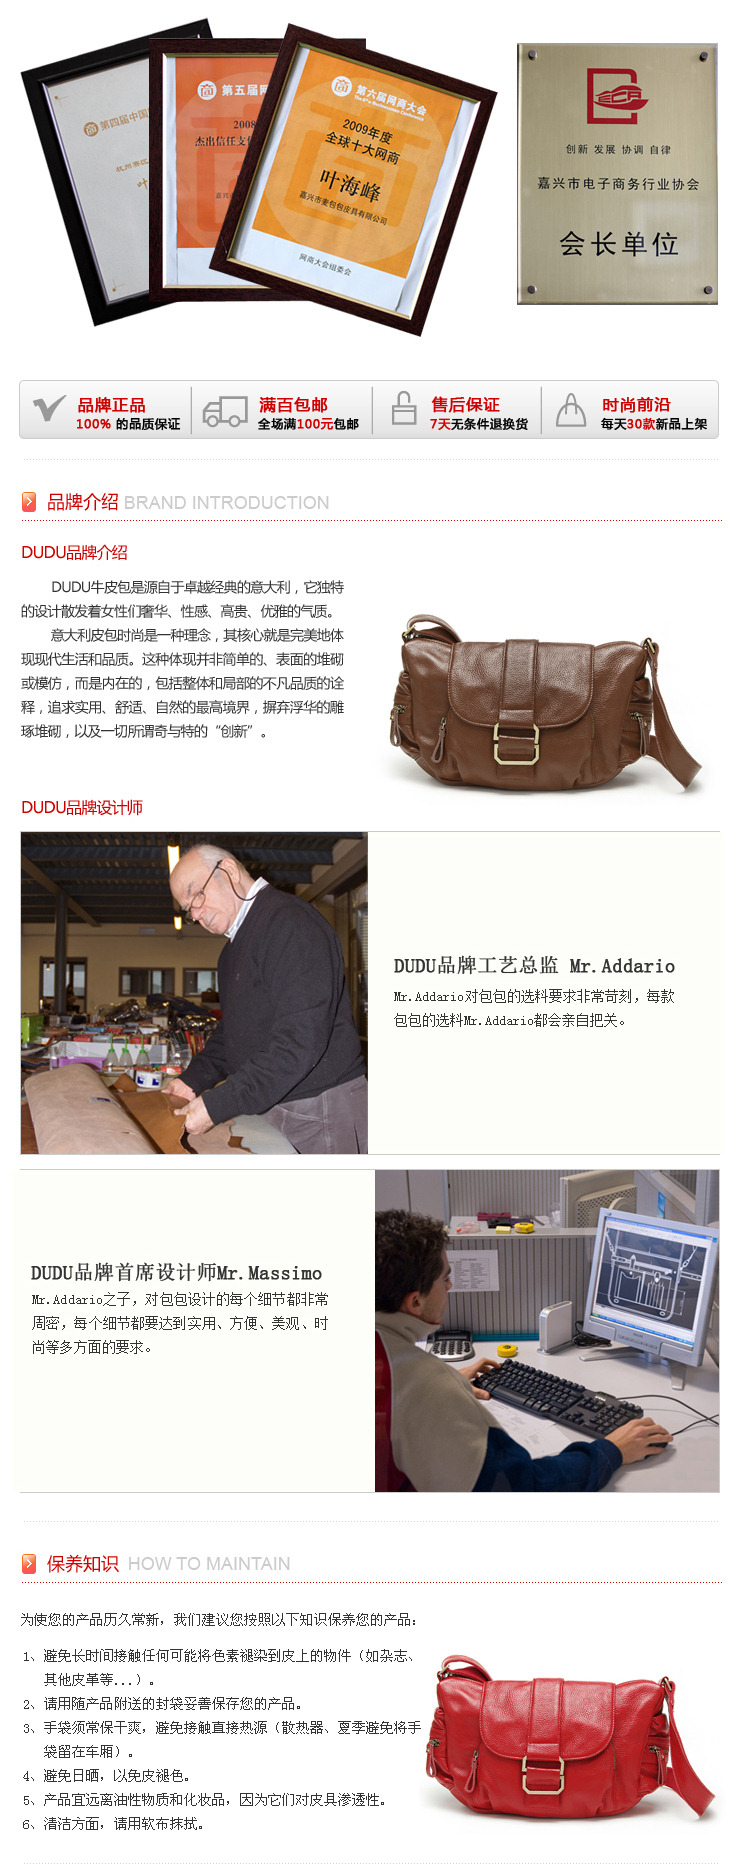 第四届中国
杭州赛区
叶
第五届网
2008
杰出信任支付
第六届网商大会
2009年度
全球十大网商
叶海峰
嘉兴市麦包包皮具有限公司
网商大会组委会
创新 发展 协调 自律
嘉兴市电子商务行业协会
会长单位
品牌正品
100% 的品质保证
满百包邮
全场满100元包邮
售后保证
7天无条件退换货
时尚前沿
每天30款新品上架
品牌介绍 BRAND INTRODUCTION
DUDU品牌介绍
DUDU牛皮包是源自于卓越经典的意大利，它独特
的设计散发着女性们奢华、性感、高贵、优雅的气质。
意大利皮包时尚是一种理念，其核心就是完美地体
现现代生活和品质。这种体现并非简单的、表面的堆砌
或模仿，而是内在的，包括整体和局部的不凡品质的诠
释，追求实用、舒适、自然的最高境界，摒弃浮华的雕
琢堆砌，以及一切所谓奇与特的“创新”。
DUDU品牌设计师
DUDU品牌工艺总监 Mr.Addario
Mr.Addario对包包的选料要求非常苛刻，每款
包包的选料Mr.Addario都会亲自把关。
DUDU品牌首席设计师Mr.Massimo
Mr.Addario之子，对包包设计的每个细节都非常
周密，每个细节都要达到实用、方便、美观、时
尚等多方面的要求。
保养知识 HOW TO MAINTAIN
为使您的产品历久常新，我们建议您按照以下知识保养您的产品：
1、避免长时间接触任何可能将色素褪染到皮上的物件（如杂志、
其他皮革等...）。
2、请用随产品附送的封袋妥善保存您的产品。
3、手袋须常保干爽，避免接触直接热源（散热器、夏季避免将手
袋留在车厢）。
4、避免日晒，以免皮褪色。
5、产品宜远离油性物质和化妆品，因为它们对皮具渗透性。
6、清洁方面，请用软布抹拭。